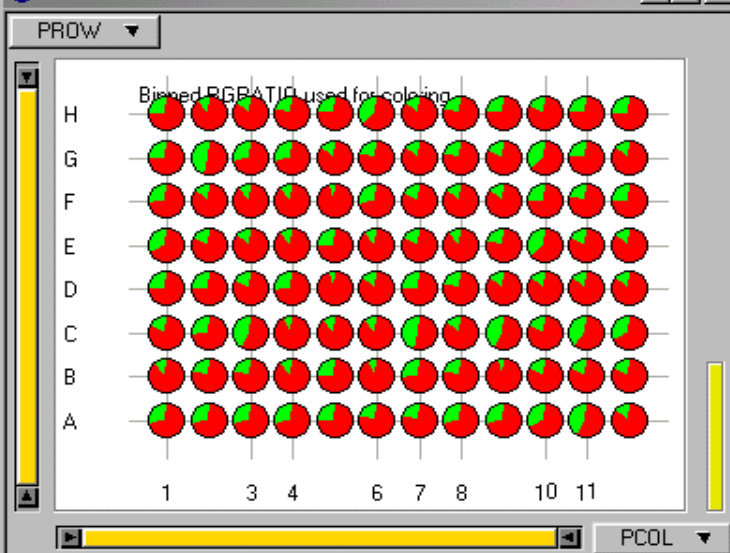 PROW
Binned RGRATIO used for coloring
H
G
F
E
D
C
B
A
1 3 4 6 7 8 10 11
PCOL